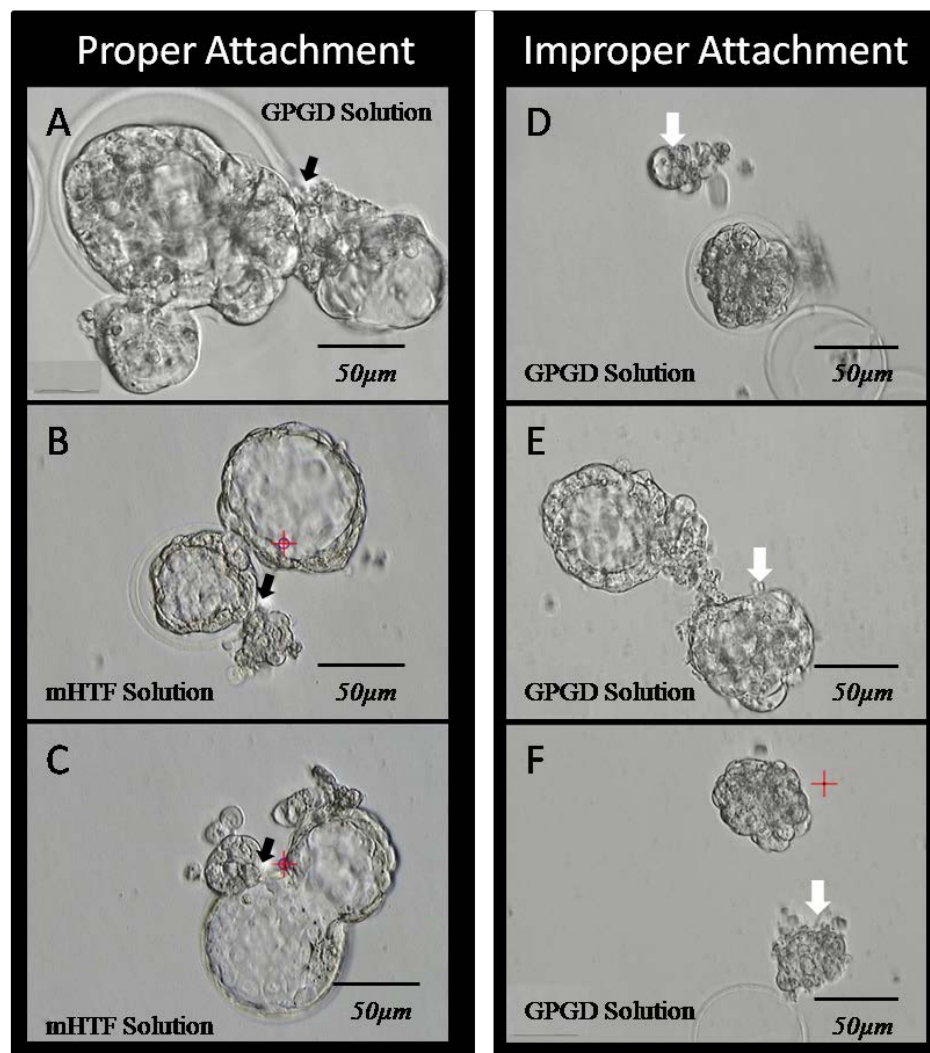 Proper Attachment
A
GPGD Solution
50μm
B
mHTF Solution
50μm
C
mHTF Solution
50μm
Improper Attachment
D
GPGD Solution
50μm
E
GPGD Solution
50μm
F
GPGD Solution
50μm